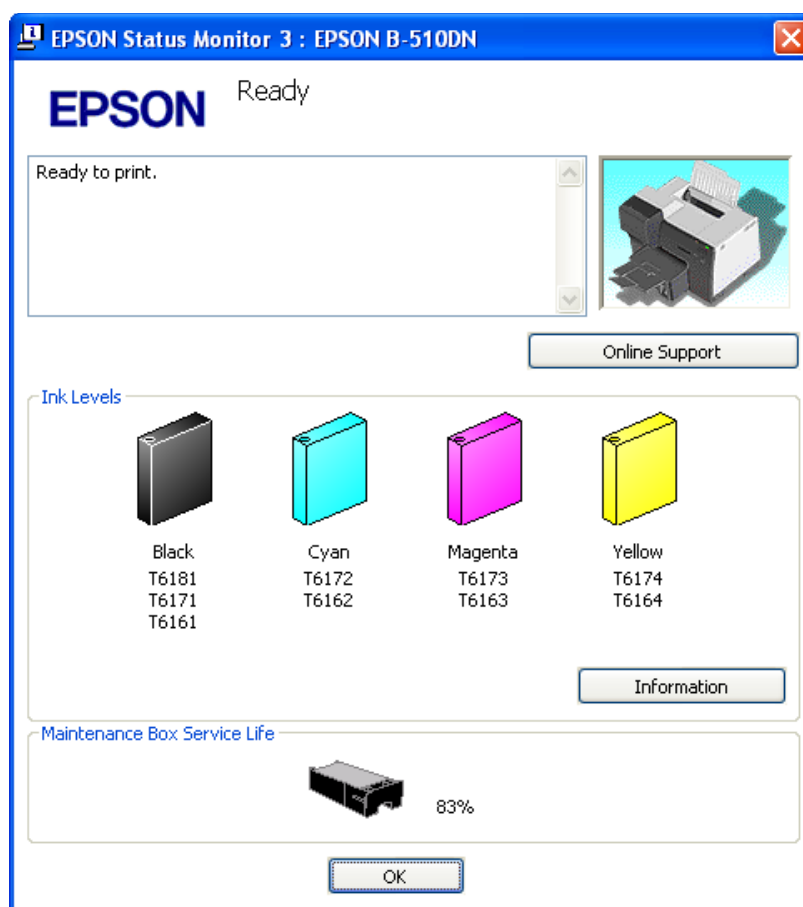 EPSON Status Monitor 3 : EPSON B-510DN
EPSON
Ready
Ready to print.
Online Support
Ink Levels
Black
Cyan
Magenta
Yellow
T6181
T6172
T6173
T6174
T6171
T6162
T6163
T6164
T6161
Information
Maintenance Box Service Life
83%
OK